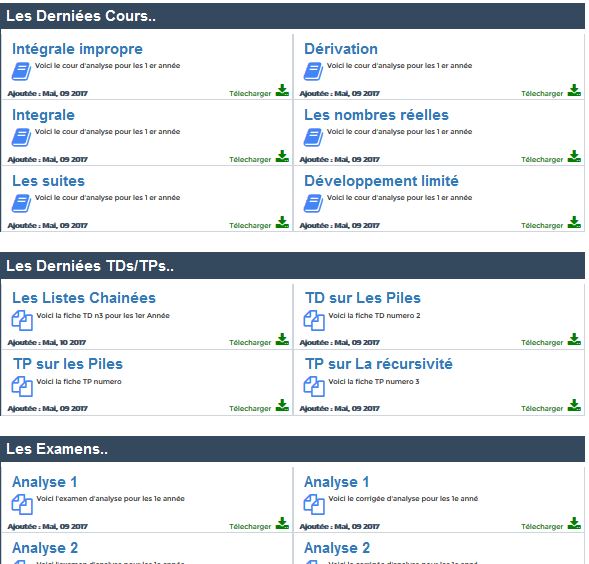 Les Derniées Cours..
Intégrale impropre
Voici le cour d'analyse pour les 1 er année
Ajoutée : Mai, 09 2017
Télecharger
Dérivation
Voici le cour d'analyse pour les 1 er année
Ajoutée : Mai, 09 2017
Télecharger
Integrale
Voici le cour d'analyse pour les 1 er année
Ajoutée : Mai, 09 2017
Télecharger
Les nombres réelles
Voici le cour d'analyse pour les 1 er année
Ajoutée : Mai, 09 2017
Télecharger
Les suites
Voici le cour d'analyse pour les 1 er année
Ajoutée : Mai, 09 2017
Télecharger
Développement limité
Voici le cour d'analyse pour les 1 er année
Ajoutée : Mai, 09 2017
Télecharger
Les Derniées TDs/TPs..
Les Listes Chainées
Voici la fiche TD n3 pour les 1er Année
Ajoutée : Mai, 10 2017
Télecharger
TD sur Les Piles
Voici la fiche TD numero 2
Ajoutée : Mai, 09 2017
Télecharger
TP sur les Piles
Voici la fiche TP numero
Ajoutée : Mai, 09 2017
Télecharger
TP sur La récursivité
Voici la fiche TP numero 3
Ajoutée : Mai, 09 2017
Télecharger
Les Examens..
Analyse 1
Voici l'examen d'analyse pour les 1e année
Ajoutée : Mai, 09 2017
Télecharger
Analyse 1
Voici le corrigée d'analyse pour les 1e anné
Ajoutée : Mai, 09 2017
Télecharger
Analyse 2
Analyse 2